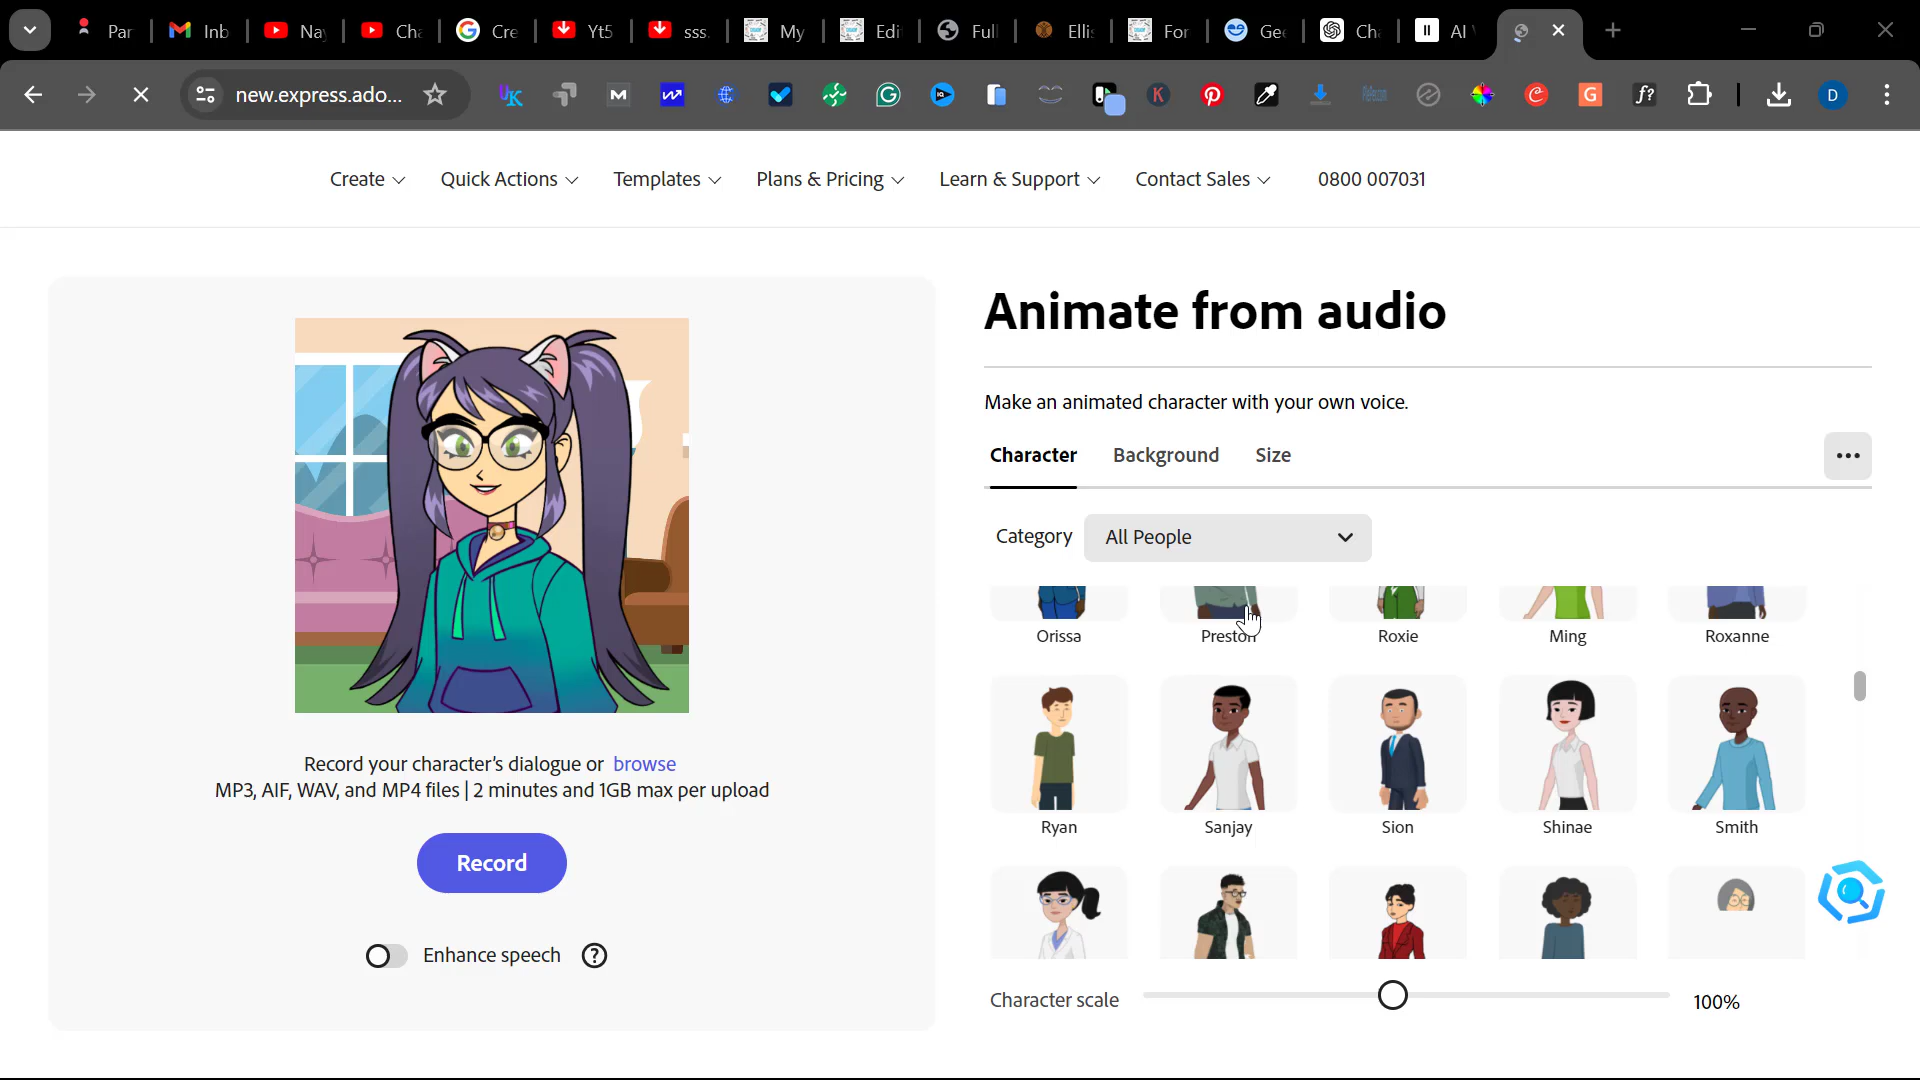 Par
Inb
Na
Cha
Cre
Yt5
sss.
My
Edi
Full
Elli
For
Ge
Cha
AI
new.express.ado...
Create
Quick Actions
Templates
Plans & Pricing
Learn & Support
Contact Sales
0800 007031
Animate from audio
Make an animated character with your own voice.
Character
Background
Size
Category
All People
Orissa
Preston
Roxie
Ming
Roxanne
Ryan
Sanjay
Sion
Shinae
Smith
Record your character's dialogue or browse
MP3, AIF, WAV, and MP4 files | 2 minutes and 1GB max per upload
Record
Enhance speech
Character scale
100%